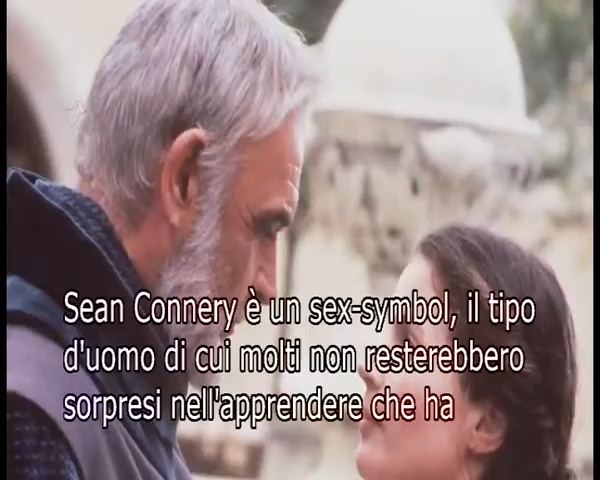 Sean Connery è un sex-symbol, il tipo
d'uomo di cui molti non resterebbero
sorpresi nell'apprendere che ha